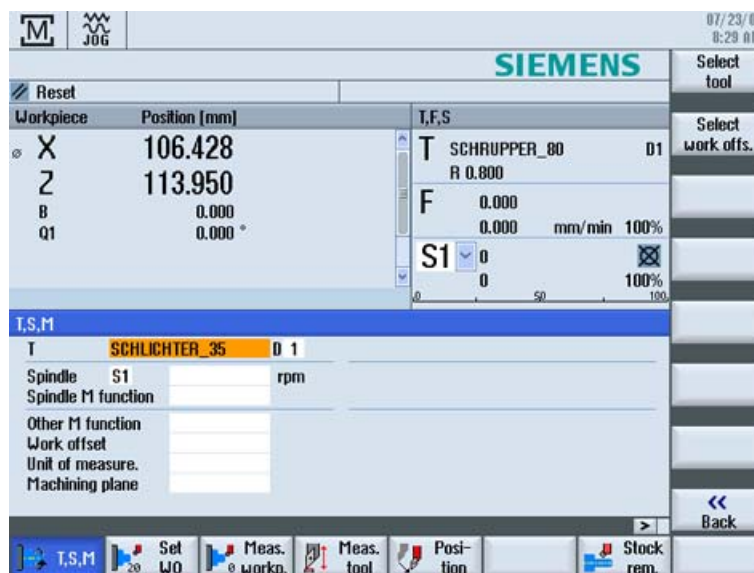 M JOG 07/23/0
8:29 AM
SIEMENS
Select tool
Reset
Workpiece Position [mm] T,F,S
Select work offs.
ø X 106.428 T SCHRUPPER_80 D1
Z 113.950 R 0.800
B 0.000 F 0.000
Q1 0.000 ° 0.000 mm/min 100%
S1 0
0 100%
0 50 100
T,S,M
T SCHLICHTER_35 D 1
Spindle S1 rpm
Spindle M function
Other M function
Work offset
Unit of measure.
Machining plane
«
Back
>
T,S,M Set WO Meas. workp. Meas. tool Posi- tion Stock rem.
20 0